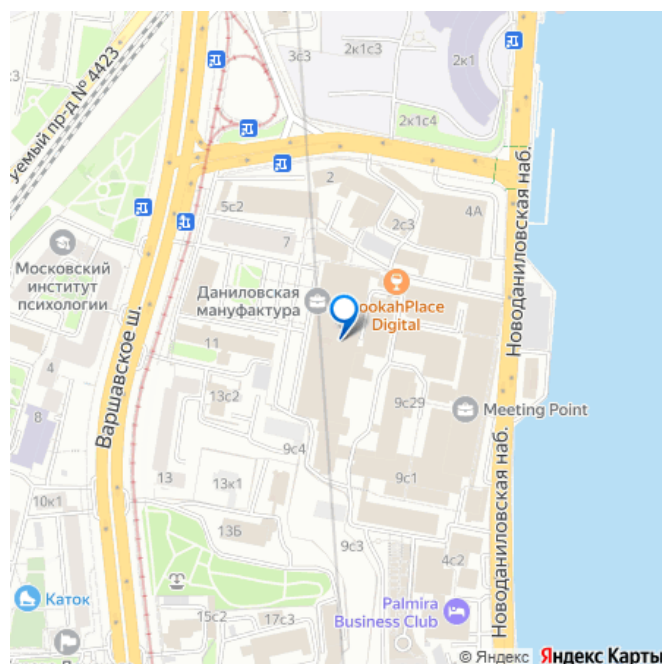 3с3
2к1с3
2к1
уемый пр-д № 4423
2к1с4
Новоданиловская наб.
2
5с2
4А
2с3
7
Московский
институт
психологии
Даниловская
мануфактура
ookahPlace
Digital
11
4
Варшавское ш.
13с2
8
9с29
Meeting Point
9с4
Новоданиловская наб.
13
13к1
9с1
10к1
13Б
9с3
4с2
Каток
15с2
17с3
Palmira
Business Club
© Яндекс Яндекс Карты